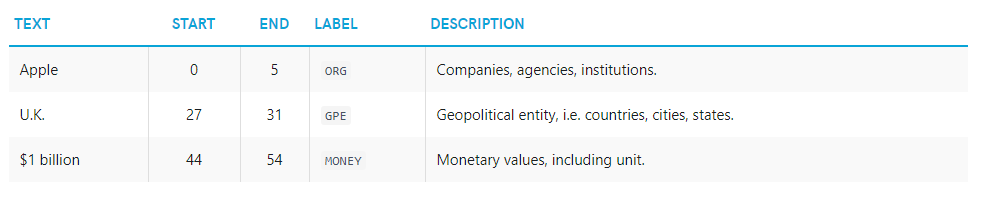 TEXT START END LABEL DESCRIPTION
Apple 0 5 ORG Companies, agencies, institutions.
U.K. 27 31 GPE Geopolitical entity, i.e. countries, cities, states.
$1 billion 44 54 MONEY Monetary values, including unit.